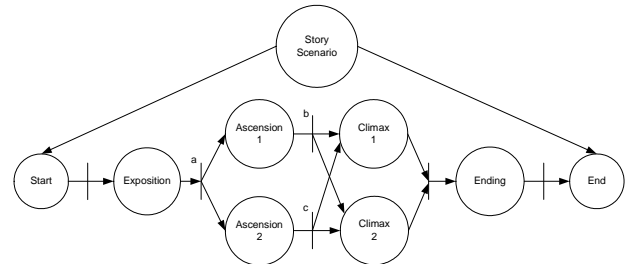 Story
Scenario
b
Ascension
1
Climax
1
a
Start
Exposition
Ending
End
c
Ascension
2
Climax
2